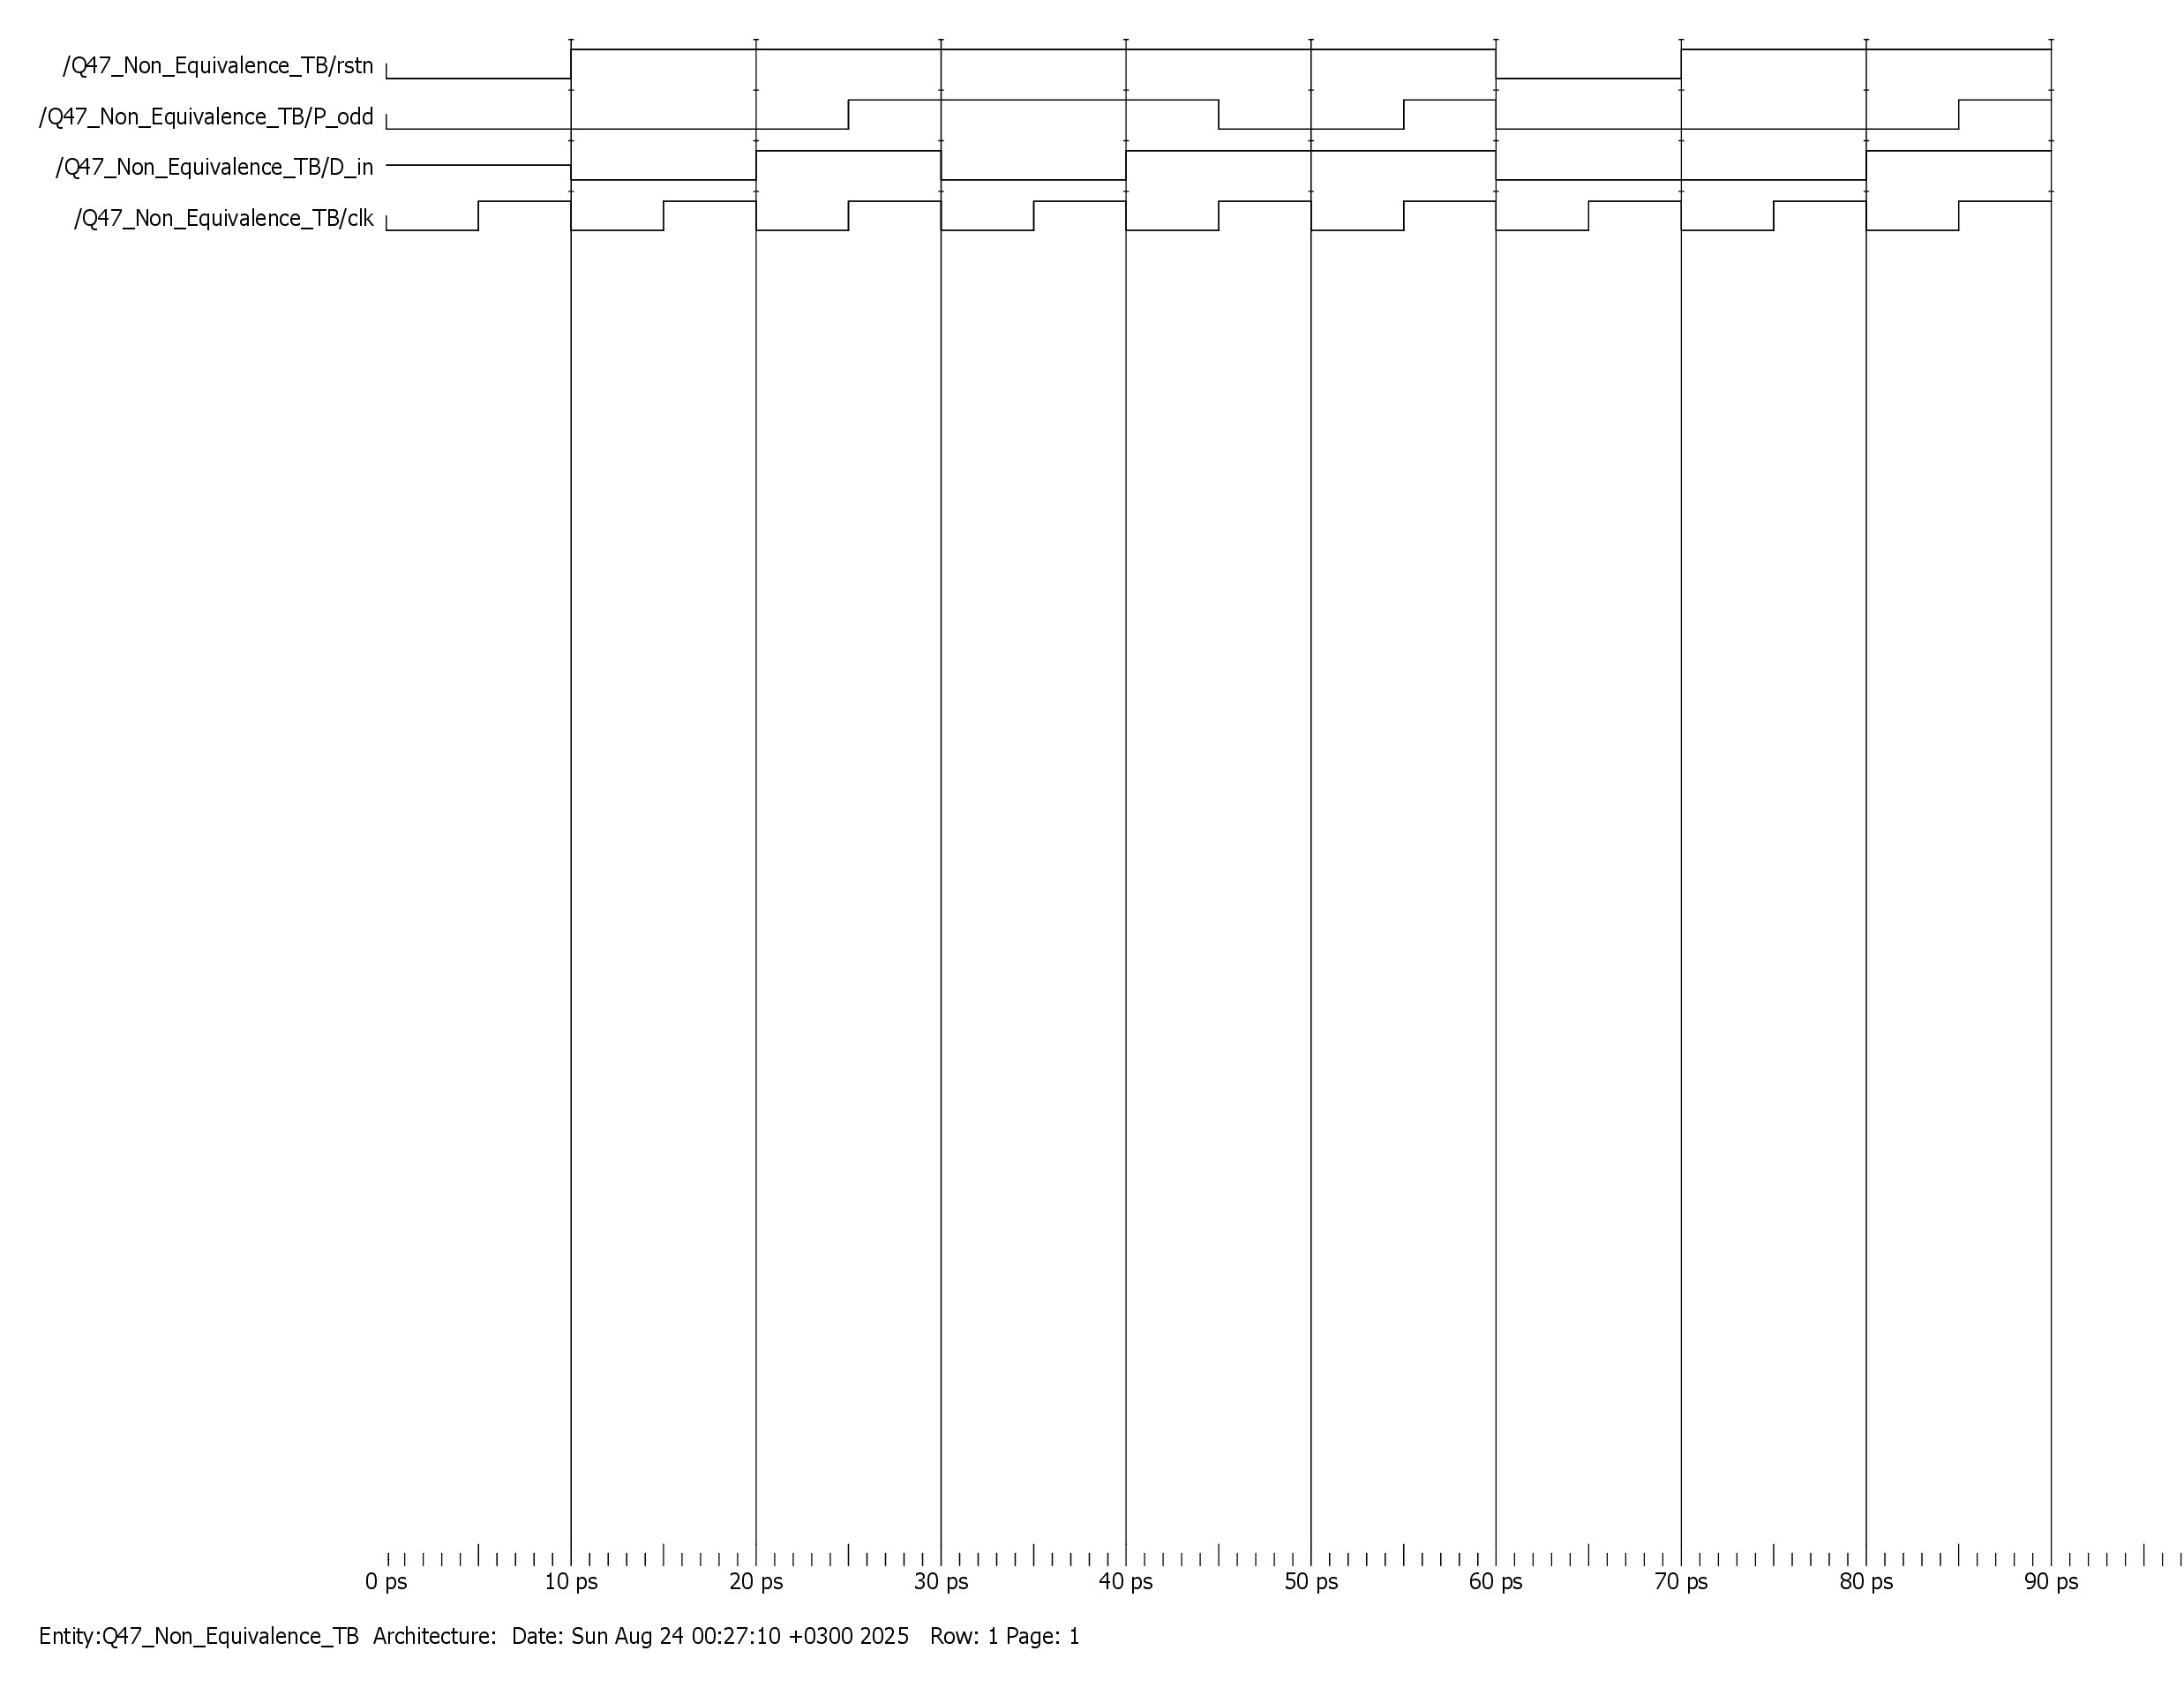 /Q47_Non_Equivalence_TB/rstn
/Q47_Non_Equivalence_TB/P_odd
/Q47_Non_Equivalence_TB/D_in
/Q47_Non_Equivalence_TB/clk
0 ps 10 ps 20 ps 30 ps 40 ps 50 ps 60 ps 70 ps 80 ps 90 ps
Entity:Q47_Non_Equivalence_TB Architecture: Date: Sun Aug 24 00:27:10 +0300 2025 Row: 1 Page: 1